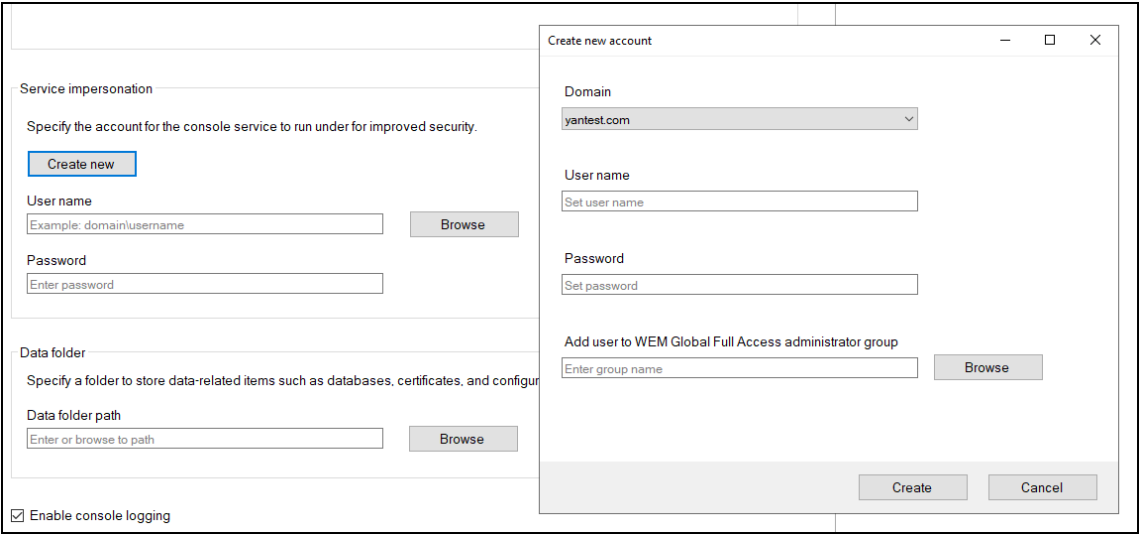 Service impersonation
Specify the account for the console service to run under for improved security.
Create new
User name
Example: domain\username
Browse
Password
Enter password
Data folder
Specify a folder to store data-related items such as databases, certificates, and configur
Data folder path
Enter or browse to path
Browse
Enable console logging
Create new account
Domain
yantest.com
User name
Set user name
Password
Set password
Add user to WEM Global Full Access administrator group
Enter group name
Browse
Create
Cancel